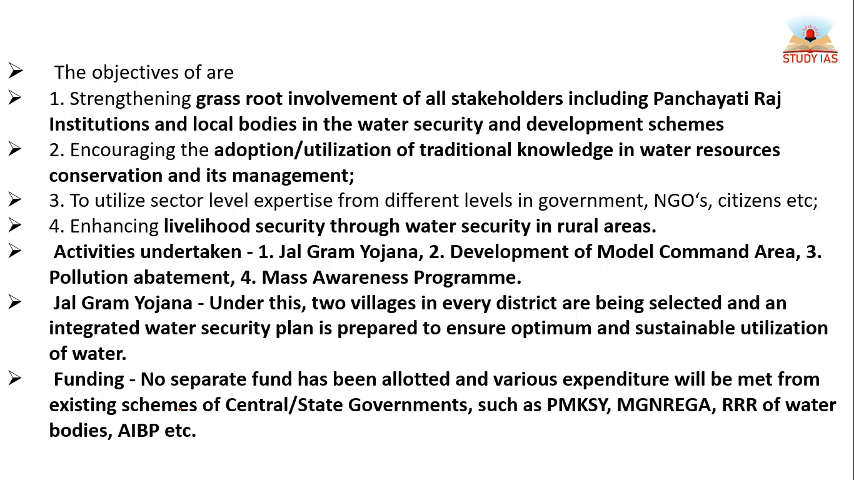 STUDY IAS
➢ The objectives of are
➢ 1. Strengthening grass root involvement of all stakeholders including Panchayati Raj
Institutions and local bodies in the water security and development schemes
➢ 2. Encouraging the adoption/utilization of traditional knowledge in water resources
conservation and its management;
➢ 3. To utilize sector level expertise from different levels in government, NGO‘s, citizens etc;
➢ 4. Enhancing livelihood security through water security in rural areas.
➢ Activities undertaken - 1. Jal Gram Yojana, 2. Development of Model Command Area, 3.
Pollution abatement, 4. Mass Awareness Programme.
➢ Jal Gram Yojana - Under this, two villages in every district are being selected and an
integrated water security plan is prepared to ensure optimum and sustainable utilization
of water.
➢ Funding - No separate fund has been allotted and various expenditure will be met from
existing schemes of Central/State Governments, such as PMKSY, MGNREGA, RRR of water
bodies, AIBP etc.